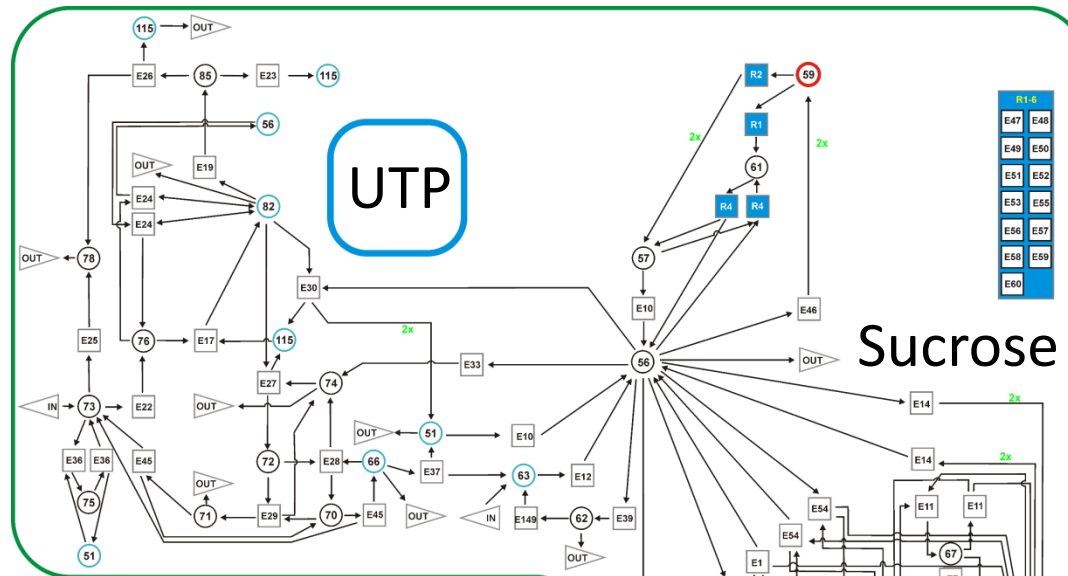 115
OUT
E26
85
E23
115
R2
59
R1-6
E47 E48
E49 E50
E51 E52
E53 E55
E56 E57
E58 E59
E60
56
R1
2x
2x
OUT
E19
61
UTP
E24
82
R4
R4
E24
OUT
78
57
E30
E10
E46
2x
E25
76
E17
115
56
OUT
Sucrose
E33
E27
74
IN
73
E22
OUT
E14
2x
OUT
51
E10
E36
E36
E45
72
E28
66
E37
63
E12
E14
2x
OUT
75
71
E29
70
E45
OUT
IN
E149
62
E39
E54
E11
E11
E54
51
OUT
E1
67